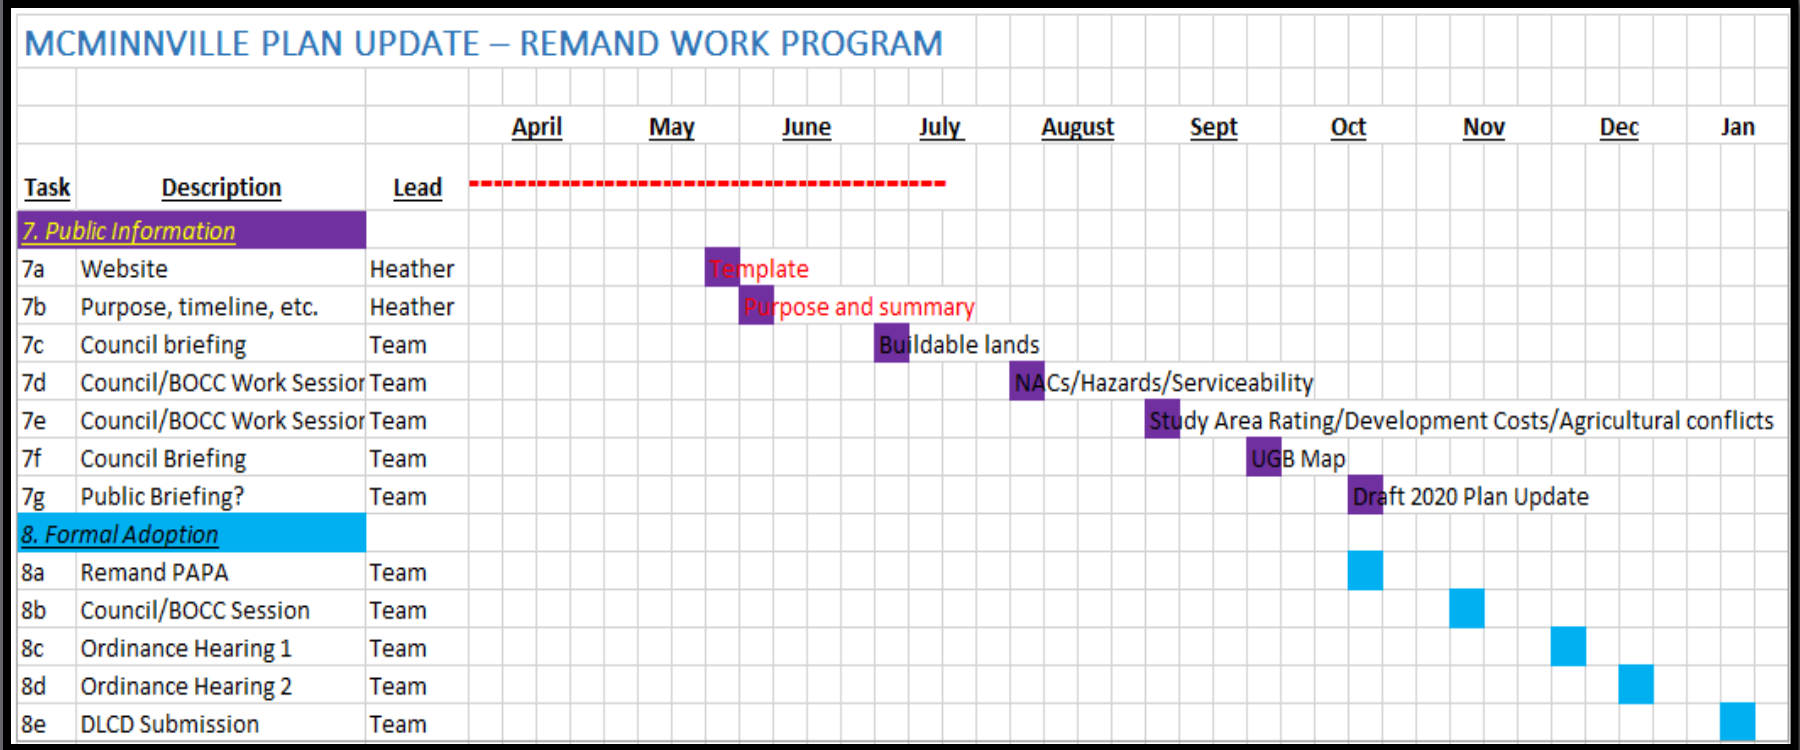 MCMINNVILLE PLAN UPDATE – REMAND WORK PROGRAM
April May June July August Sept Oct Nov Dec Jan
Task Description Lead
7. Public Information
7a Website Heather Template
7b Purpose, timeline, etc. Heather Purpose and summary
7c Council briefing Team Buildable lands
7d Council/BOCC Work Session Team NACs/Hazards/Serviceability
7e Council/BOCC Work Session Team Study Area Rating/Development Costs/Agricultural conflicts
7f Council Briefing Team UGB Map
7g Public Briefing? Team Draft 2020 Plan Update
8. Formal Adoption
8a Remand PAPA Team
8b Council/BOCC Session Team
8c Ordinance Hearing 1 Team
8d Ordinance Hearing 2 Team
8e DLCD Submission Team